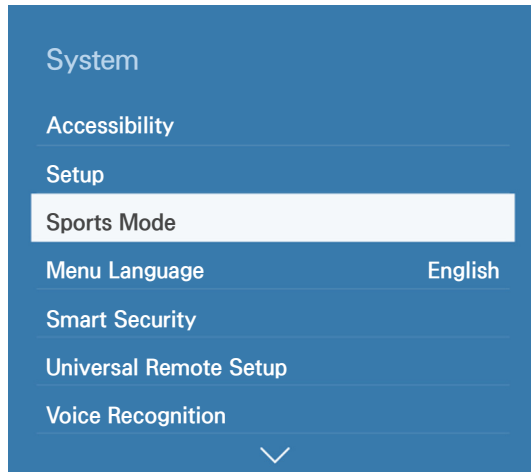 System
Accessibility
Setup
Sports Mode
Menu Language English
Smart Security
Universal Remote Setup
Voice Recognition